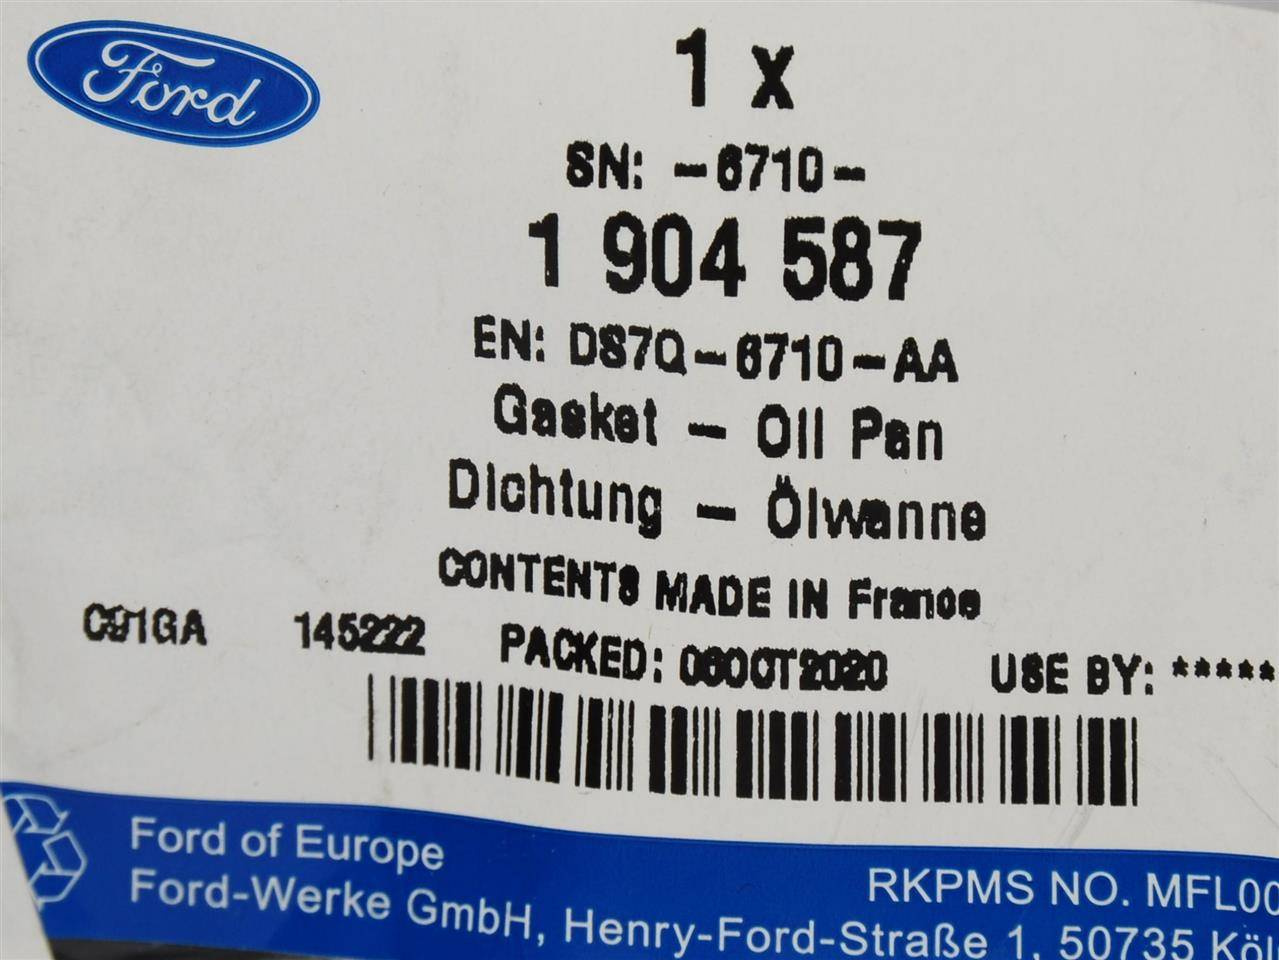 Ford
1 x
SN: -6710-
1 904 587
EN: DS7Q-6710-AA
Gasket - Oil Pan
Dichtung - Ölwanne
CONTENTS MADE IN France
C91GA 145222 PACKED: 06OCT2020 USE BY: *****
Ford of Europe
RKPMS NO. MFL00
Ford-Werke GmbH, Henry-Ford-Straße 1, 50735 Köl